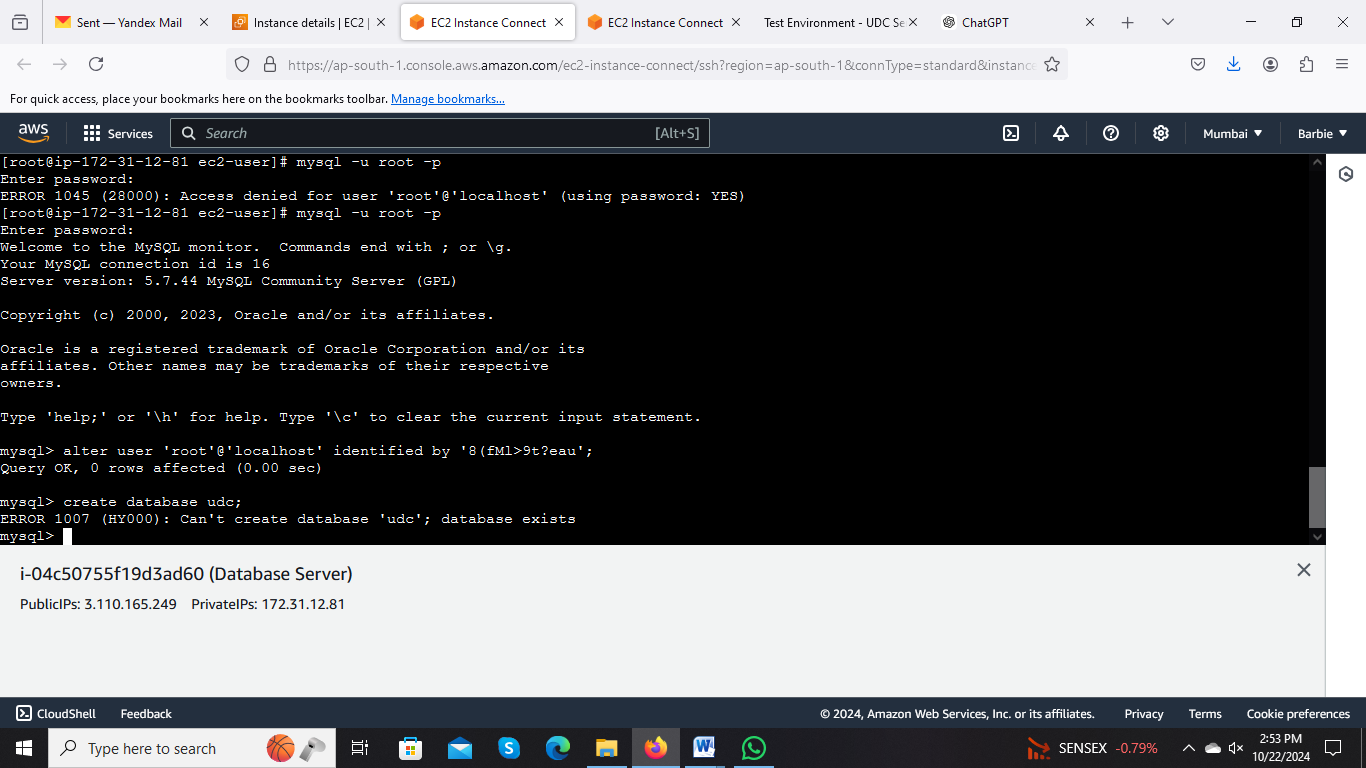 Sent — Yandex Mail
Instance details | EC2 |
EC2 Instance Connect
EC2 Instance Connect
Test Environment - UDC Se
ChatGPT
https://ap-south-1.console.aws.amazon.com/ec2-instance-connect/ssh?region=ap-south-1&connType=standard&instance
For quick access, place your bookmarks here on the bookmarks toolbar. Manage bookmarks...
aws
Services
Search
[Alt+S]
Mumbai
Barbie
[root@ip-172-31-12-81 ec2-user]# mysql -u root -p
Enter password:
ERROR 1045 (28000): Access denied for user 'root'@'localhost' (using password: YES)
[root@ip-172-31-12-81 ec2-user]# mysql -u root -p
Enter password:
Welcome to the MySQL monitor.  Commands end with ; or \g.
Your MySQL connection id is 16
Server version: 5.7.44 MySQL Community Server (GPL)
Copyright (c) 2000, 2023, Oracle and/or its affiliates.
Oracle is a registered trademark of Oracle Corporation and/or its
affiliates. Other names may be trademarks of their respective
owners.
Type 'help;' or '\h' for help. Type '\c' to clear the current input statement.
mysql> alter user 'root'@'localhost' identified by '8(fMl>9t?eau';
Query OK, 0 rows affected (0.00 sec)
mysql> create database udc;
ERROR 1007 (HY000): Can't create database 'udc'; database exists
mysql>
i-04c50755f19d3ad60 (Database Server)
PublicIPs: 3.110.165.249 PrivateIPs: 172.31.12.81
CloudShell
Feedback
© 2024, Amazon Web Services, Inc. or its affiliates.
Privacy
Terms
Cookie preferences
Type here to search
SENSEX -0.79%
2:53 PM
10/22/2024